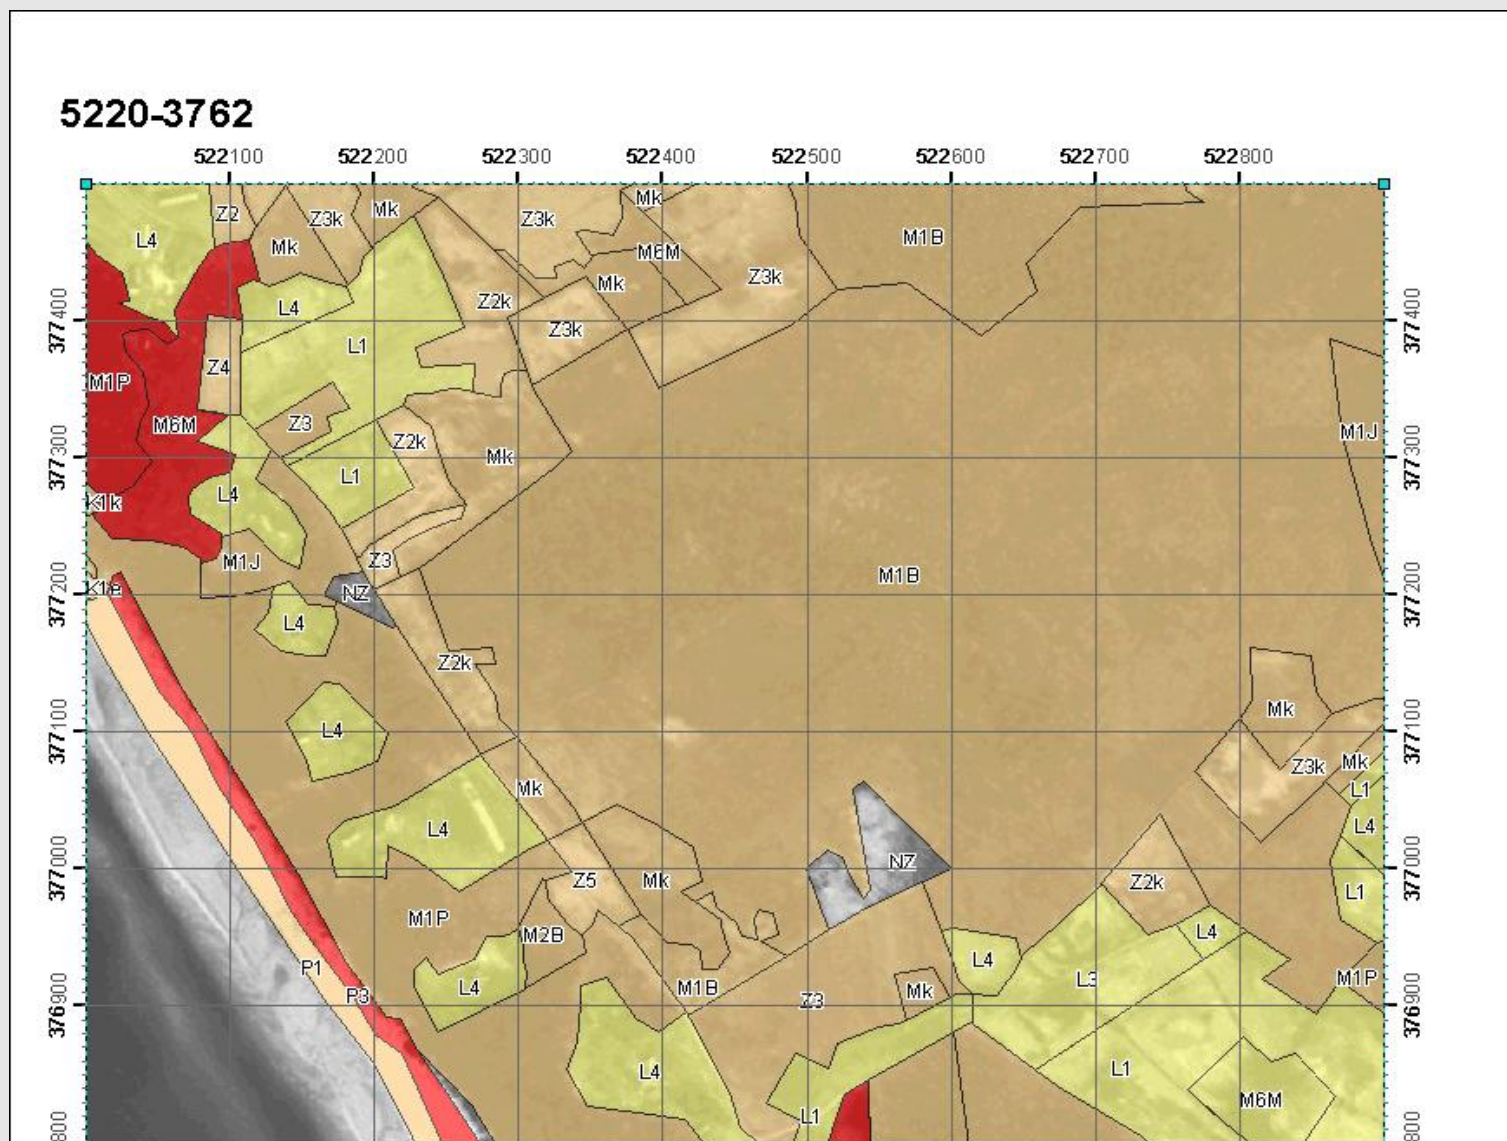 5220-3762
522100 522200 522300 522400 522500 522600 522700 522800
Z2 Z3k Mk Z3k Mk
L4 Mk M6M M1B
Mk Z3k
L4 Z2k
377400 Z3k 377400
L1
Z4
M1P
M6M Z3 M1J
Z2k
377300 Mk 377300
L1
K1k L4
M1J Z3
M1B
377200 K1e NZ 377200
L4
Z2k
Mk
377100 L4 377100
Mk Z3k
Mk L1
L4 L4
377000 NZ 377000
Z5 Mk Z2k L1
M1P
M2B L4
P1 L4 L3 M1P
L4 M1B Mk
P3 Z3
376900 376900
L4 L1
M6M
L1
800 800